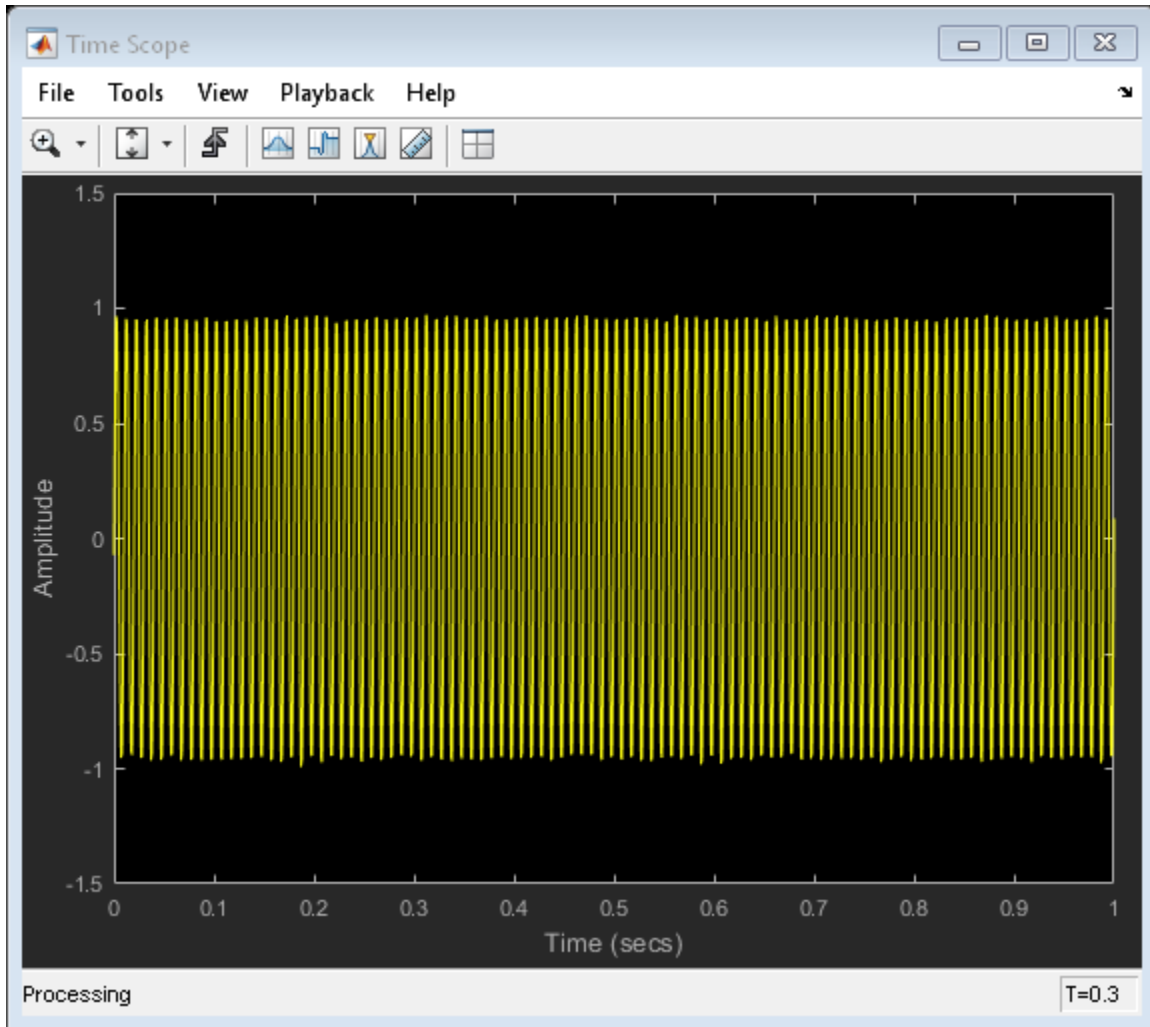 Time Scope
File Tools View Playback Help
1.5
1
0.5
0
-0.5
-1
-1.5
Amplitude
0 0.1 0.2 0.3 0.4 0.5 0.6 0.7 0.8 0.9 1
Time (secs)
Processing T=0.3